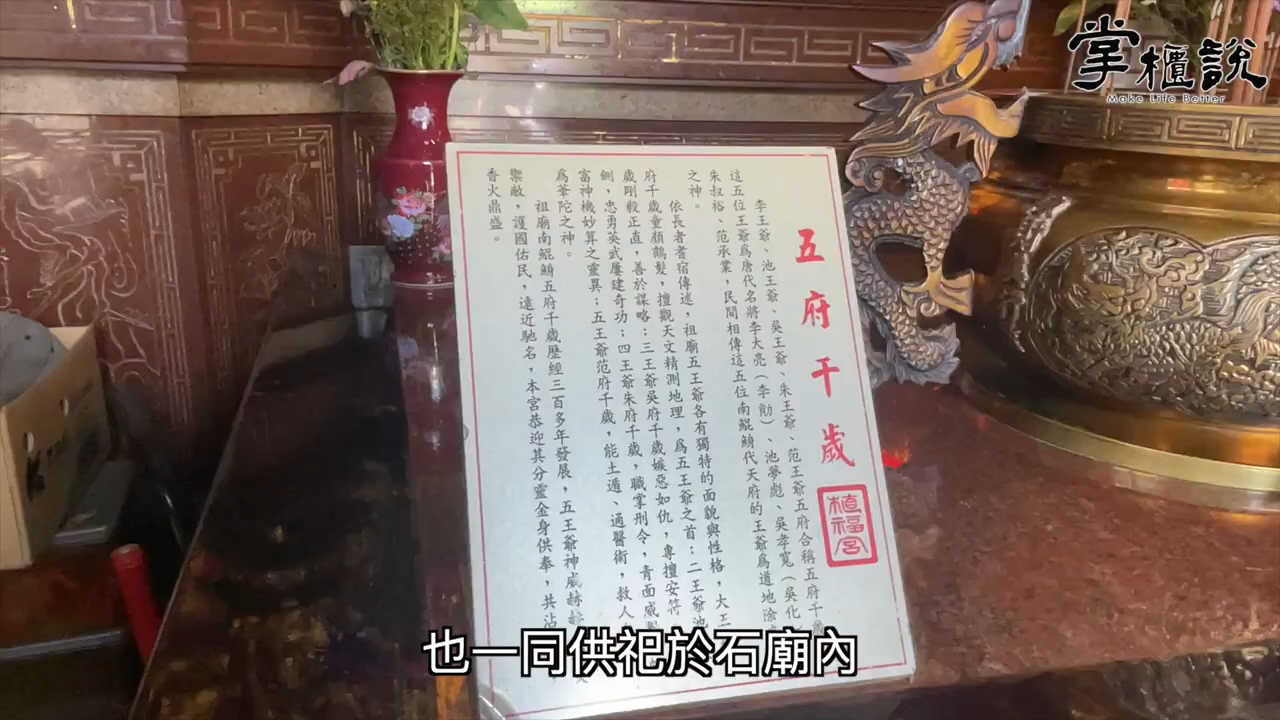 掌櫃說
Make Life Better
五府千歲
植福宮
李王爺、池王爺、吳王爺、朱王爺、范王爺五府合稱五府千歲
這五位王爺為唐代名將李大亮（李勣）、池夢彪、吳孝寬（吳化
朱叔裕、范承業，民間相傳這五位南鯤鯓代天府的王爺為道地
之神。
依長者耆宿傳述，祖廟五王爺各有獨特的面貌與性格，大王
府千歲童顏鶴髮，擅觀天文精測地理，為五王爺之首：二王爺池
歲剛毅正直，善於謀略：三王爺吳府千歲嫉惡如仇，專擅安符
忠勇英武屢建奇功：四王爺朱府千歲，職掌刑令，青面威
富神機妙算之靈異：五王爺范府千歲，能土遁、通醫術，救人
為筆陀之神。
祖廟南鯤鯓五府千歲歷經三百多年發展，五王爺神威赫
禦敵，護國佑民，遠近馳名，本宮恭迎其分靈金身供奉，共沾
香火鼎盛。
也一同供祀於石廟內